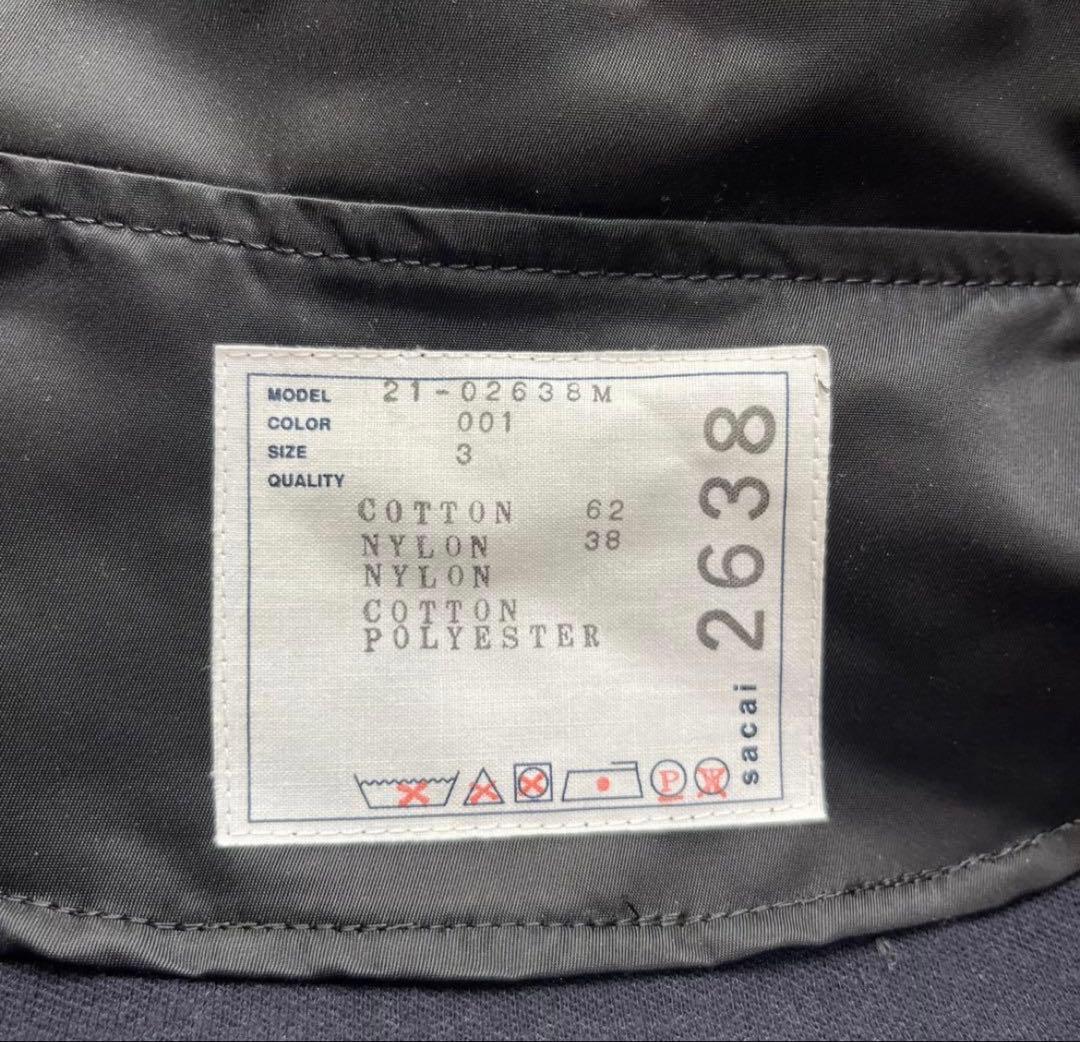 MODEL 21-02638M
COLOR 001
SIZE 3
QUALITY
COTTON 62
NYLON 38
NYLON
COTTON
POLYESTER
P W
sacai 2638